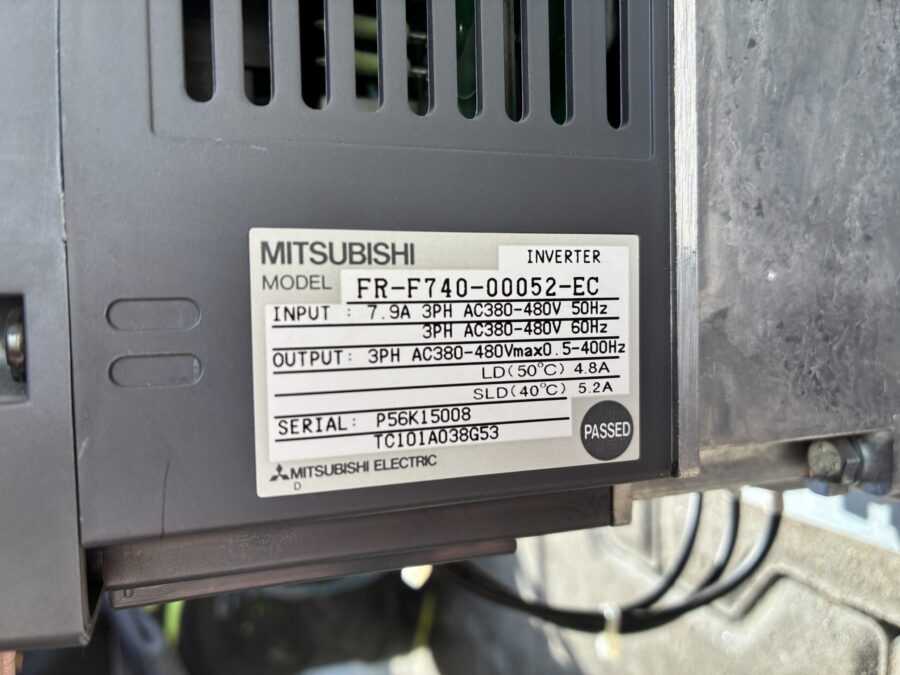 MITSUBISHI
INVERTER
MODEL FR-F740-00052-EC
INPUT : 7.9A 3PH AC380-480V 50Hz
3PH AC380-480V 60Hz
OUTPUT: 3PH AC380-480Vmax0.5-400Hz
LD(50°C) 4.8A
SLD(40°C) 5.2A
SERIAL: P56K15008
TC101A038G53
PASSED
MITSUBISHI ELECTRIC
D